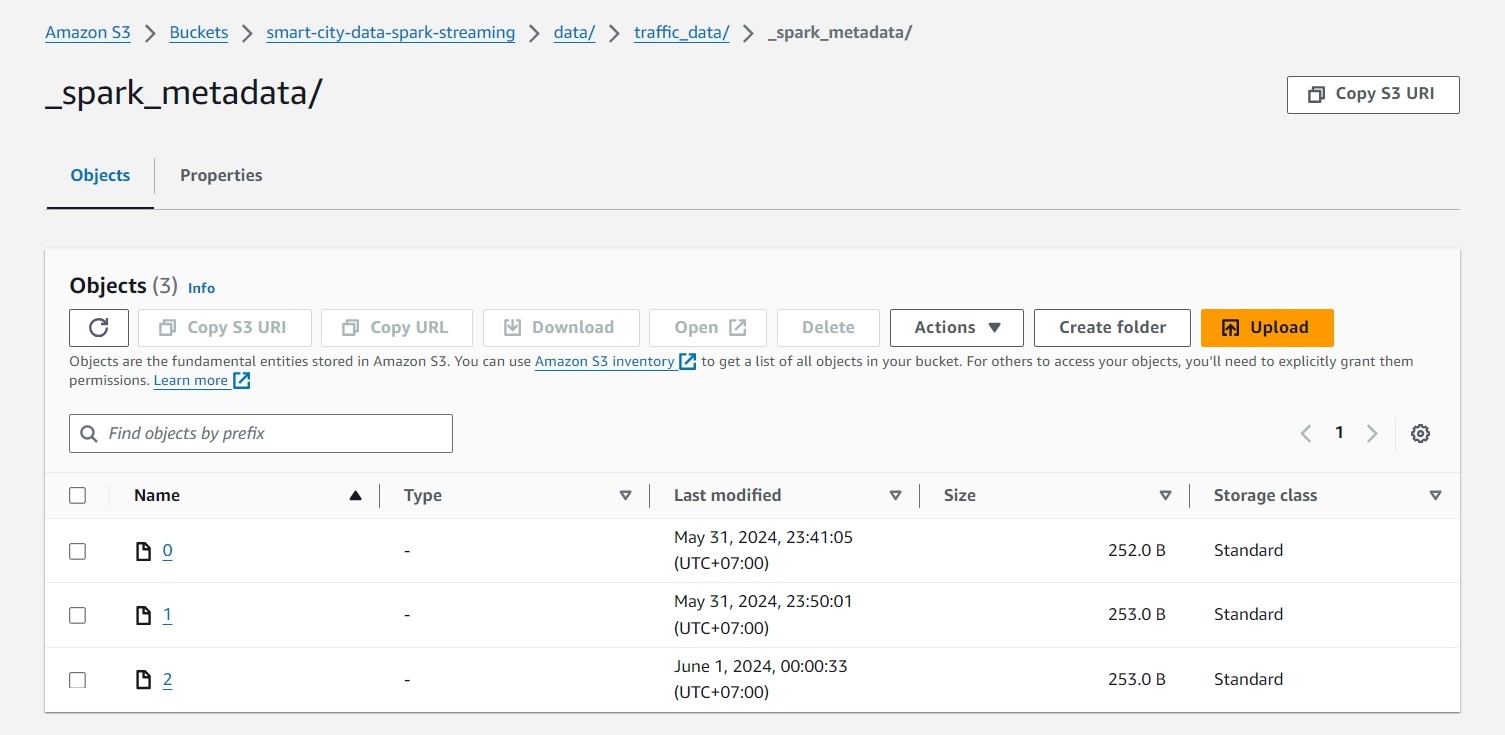 Amazon S3 > Buckets > smart-city-data-spark-streaming > data/ > traffic_data/ > _spark_metadata/
_spark_metadata/
Copy S3 URI
Objects Properties
Objects (3) Info
Copy S3 URI Copy URL Download Open Delete Actions Create folder Upload
Objects are the fundamental entities stored in Amazon S3. You can use Amazon S3 inventory to get a list of all objects in your bucket. For others to access your objects, you’ll need to explicitly grant them
permissions. Learn more
Find objects by prefix
1
Name Type Last modified Size Storage class
0 - May 31, 2024, 23:41:05 252.0 B Standard
(UTC+07:00)
1 - May 31, 2024, 23:50:01 253.0 B Standard
(UTC+07:00)
2 - June 1, 2024, 00:00:33 253.0 B Standard
(UTC+07:00)